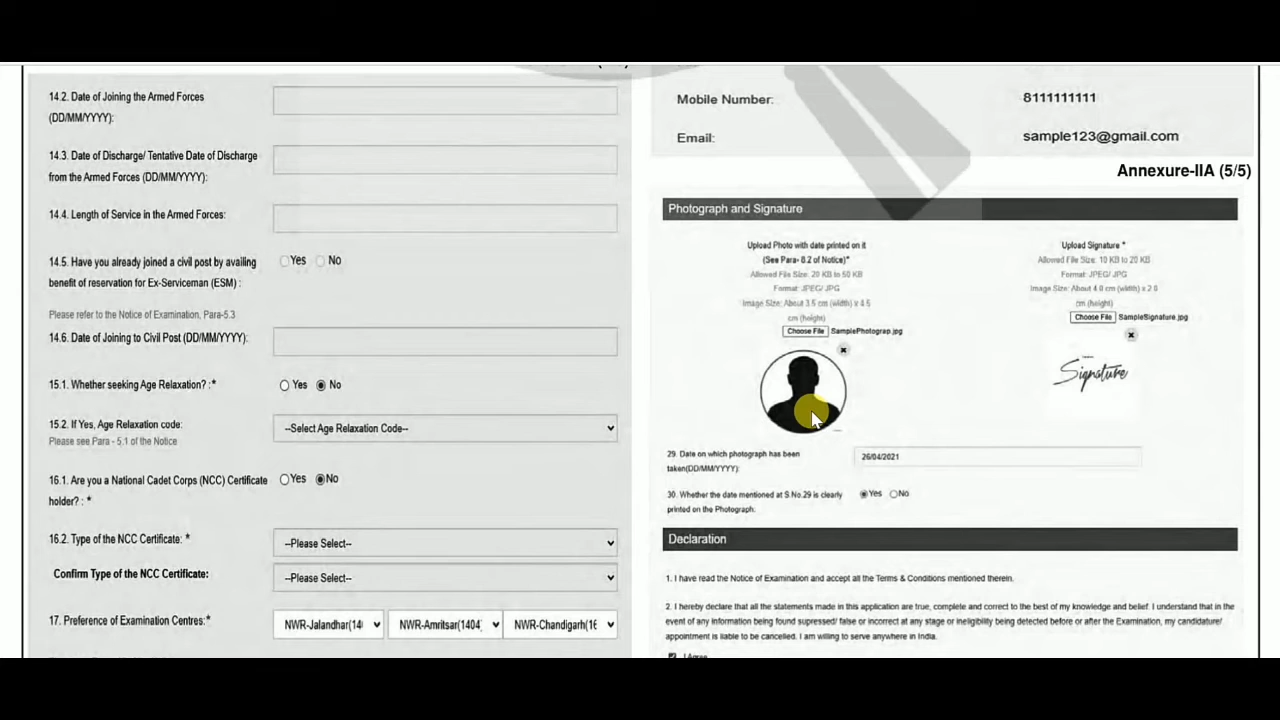 14.2. Date of Joining the Armed Forces
(DD/MM/YYYY):
14.3. Date of Discharge/ Tentative Date of Discharge
from the Armed Forces (DD/MM/YYYY):
14.4. Length of Service in the Armed Forces:
14.5. Have you already joined a civil post by availing
benefit of reservation for Ex-Serviceman (ESM) :
Yes No
Please refer to the Notice of Examination, Para-5.3
14.6. Date of Joining to Civil Post (DD/MM/YYYY):
15.1. Whether seeking Age Relaxation? :*
Yes No
15.2. If Yes, Age Relaxation code:
Please see Para - 5.1 of the Notice
--Select Age Relaxation Code--
16.1. Are you a National Cadet Corps (NCC) Certificate
holder? : *
Yes No
16.2. Type of the NCC Certificate: *
--Please Select--
Confirm Type of the NCC Certificate:
--Please Select--
17. Preference of Examination Centres:*
NWR-Jalandhar(14 NWR-Amritsar(1404) NWR-Chandigarh(16
Mobile Number: 8111111111
Email: sample123@gmail.com
Annexure-IIA (5/5)
Photograph and Signature
Upload Photo with date printed on it
(See Para- 8.2 of Notice)*
Allowed File Size: 20 KB to 50 KB
Format: JPEG/ JPG
Image Size: About 3.5 cm (width) x 4.5
cm (height)
Choose File SamplePhotograp.jpg
Upload Signature *
Allowed File Size: 10 KB to 20 KB
Format: JPEG/ JPG
Image Size: About 4.0 cm (width) x 2.0
cm (height)
Choose File SampleSignature.jpg
Signature
29. Date on which photograph has been
taken(DD/MM/YYYY):
26/04/2021
30. Whether the date mentioned at S No.29 is clearly
printed on the Photograph:
Yes No
Declaration
1. I have read the Notice of Examination and accept all the Terms & Conditions mentioned therein.
2. I hereby declare that all the statements made in this application are true, complete and correct to the best of my knowledge and belief. I understand that in the
event of any information being found supressed/ false or incorrect at any stage or ineligibility being detected before or after the Examination, my candidature/
appointment is liable to be cancelled. I am willing to serve anywhere in India.
I Agree